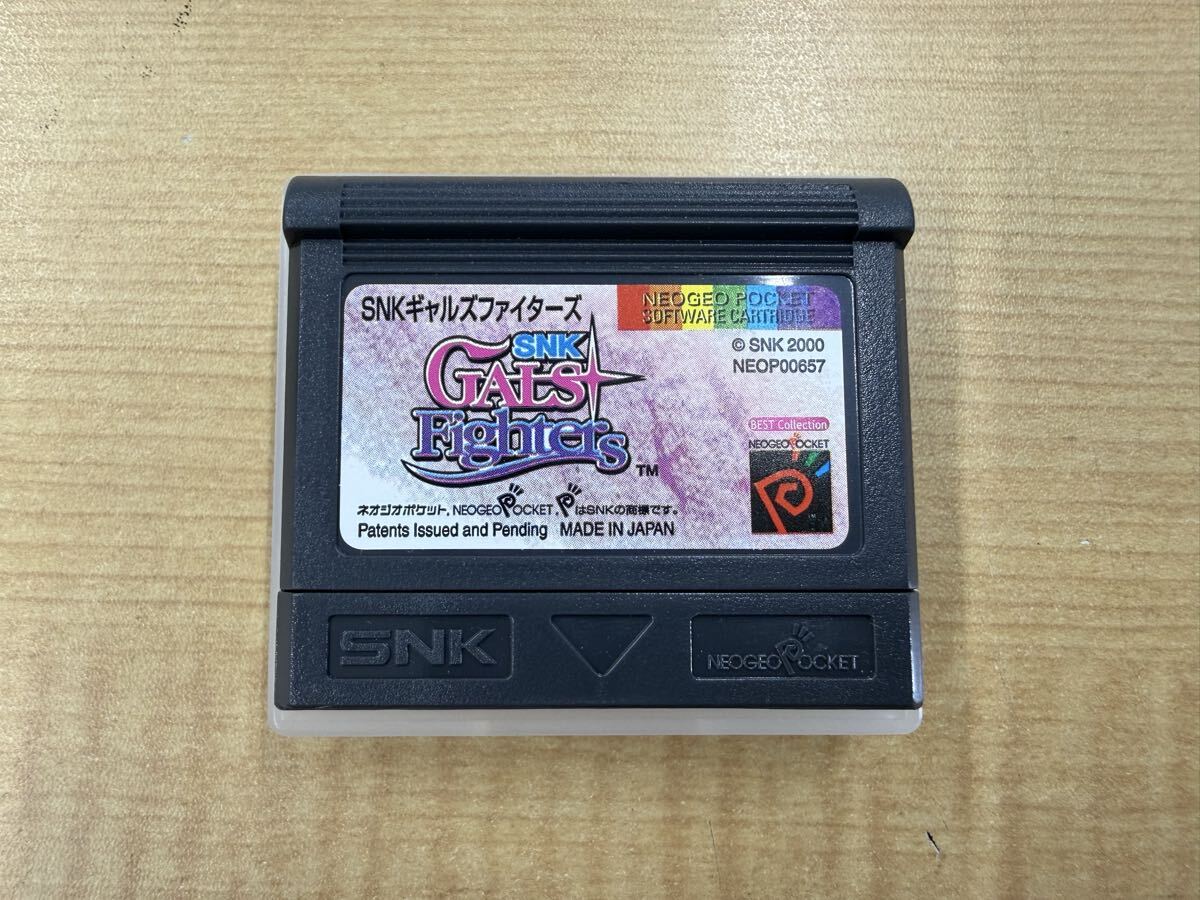 SNKギャルズファイターズ
NEOGEO POCKET
SOFTWARE CARTRIDGE
© SNK 2000
NEOP00657
SNK
GALS'
Fighters
TM
BEST Collection
NEOGEO POCKET
ネオジオポケット,NEOGEO POCKET,PはSNKの商標です。
Patents Issued and Pending MADE IN JAPAN
SNK
NEOGEO POCKET